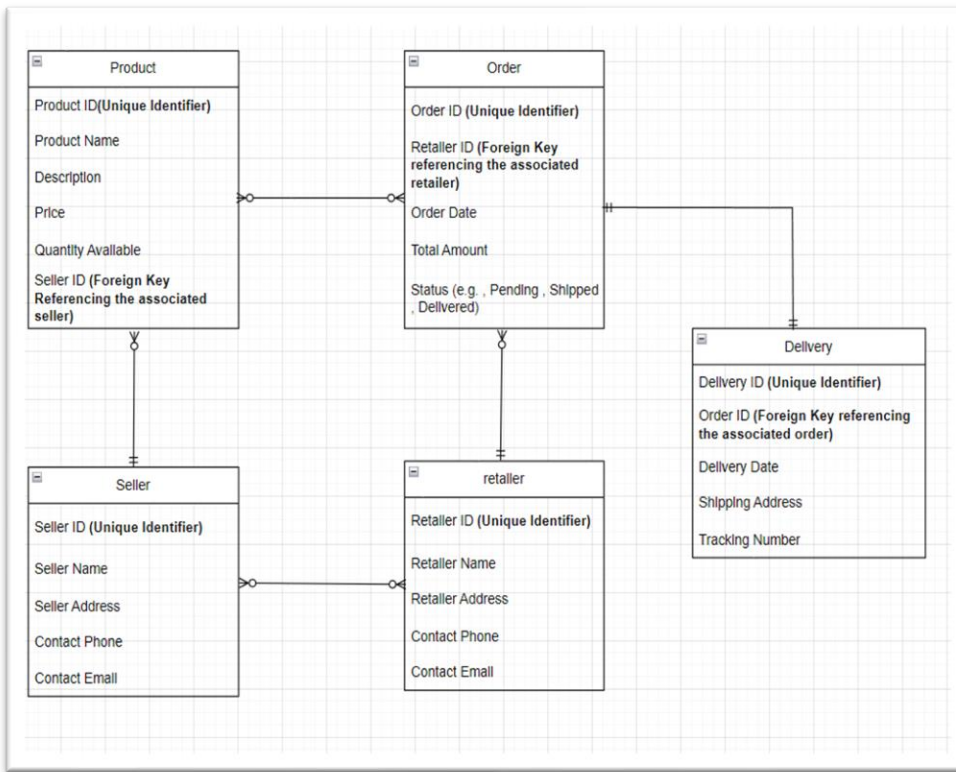 Product
Product ID(Unique Identifier)
Product Name
Description
Price
Quantity Available
Seller ID (Foreign Key
Referencing the associated
seller)
Order
Order ID (Unique Identifier)
Retailer ID (Foreign Key
referencing the associated
retailer)
Order Date
Total Amount
Status (e.g. , Pending , Shipped
, Delivered)
Delivery
Delivery ID (Unique Identifier)
Order ID (Foreign Key referencing
the associated order)
Delivery Date
Shipping Address
Tracking Number
Seller
Seller ID (Unique Identifier)
Seller Name
Seller Address
Contact Phone
Contact Email
retailer
Retailer ID (Unique Identifier)
Retailer Name
Retailer Address
Contact Phone
Contact Email